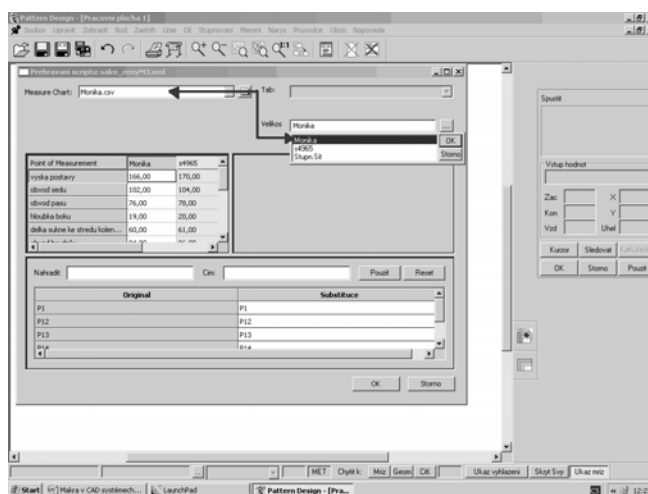 Pattern Design - [Pracovni plocha 1]
Soubor Upravit Zobrazit Bod Zastoh Linie Dil Stupnovani Mereni Narys Pruvodce Okno Napoveda
Prehravani scriptu: sako_zenyM3.xml
Measure Chart: Monika.csv
Tab:
Velikos Monika ...
Monika OK
s4965
Stupn.Sit Storno
Point of Measurement Monika s4965
vyska postavy 166,00 170,00
obvod sedu 102,00 104,00
obvod pasu 76,00 78,00
hloubka boku 19,00 20,00
delka sukne ke stredu kolen... 60,00 61,00
Nahradit: Cim: Pouzit Reset
Original Substituce
P1 P1
P12 P12
P13 P13
P14
OK Storno
Spustit
Vstup hodnot
Zac X
Kon Y
Vzd Uhel
Kurzor Sledovat Kalkulacka
OK Storno Pouzit
MET Chytit k: Mriz Geom Citl Ukaz vyhlazeni Skryt Svy Ukaz mriz
Start Makra v CAD systémech... LaunchPad Pattern Design - [Pra...